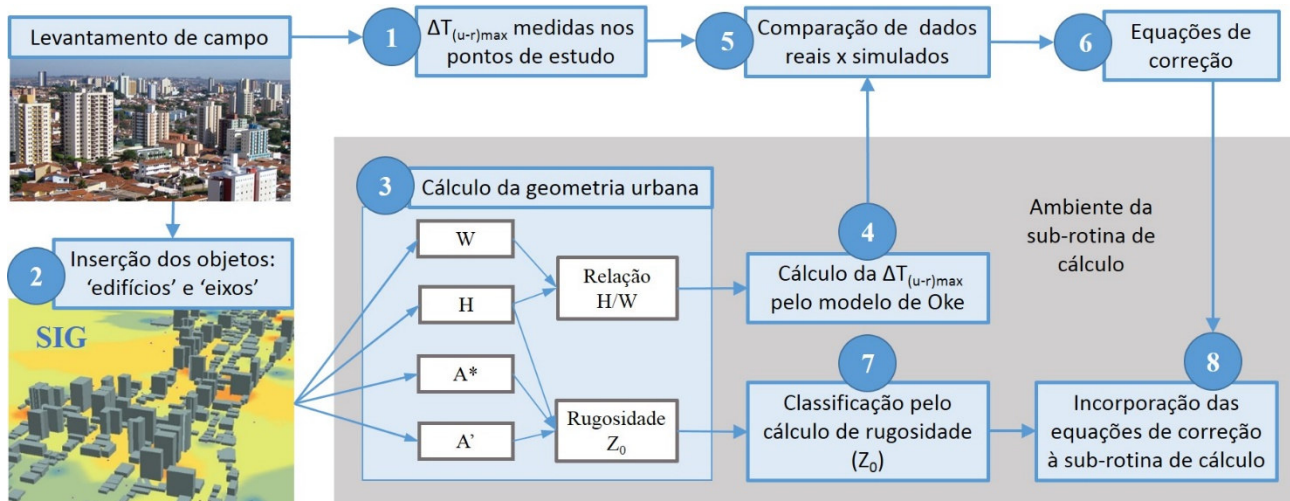 Levantamento de campo
1
ΔT(u-r)max medidas nos
pontos de estudo
5
Comparação de dados
reais x simulados
6
Equações de
correção
2
Inserção dos objetos:
‘edifícios’ e ‘eixos’
SIG
3
Cálculo da geometria urbana
W
H
A*
A’
Relação
H/W
Rugosidade
Z0
4
Cálculo da ΔT(u-r)max
pelo modelo de Oke
Ambiente da
sub-rotina de
cálculo
7
Classificação pelo
cálculo de rugosidade
(Z0)
8
Incorporação das
equações de correção
à sub-rotina de cálculo